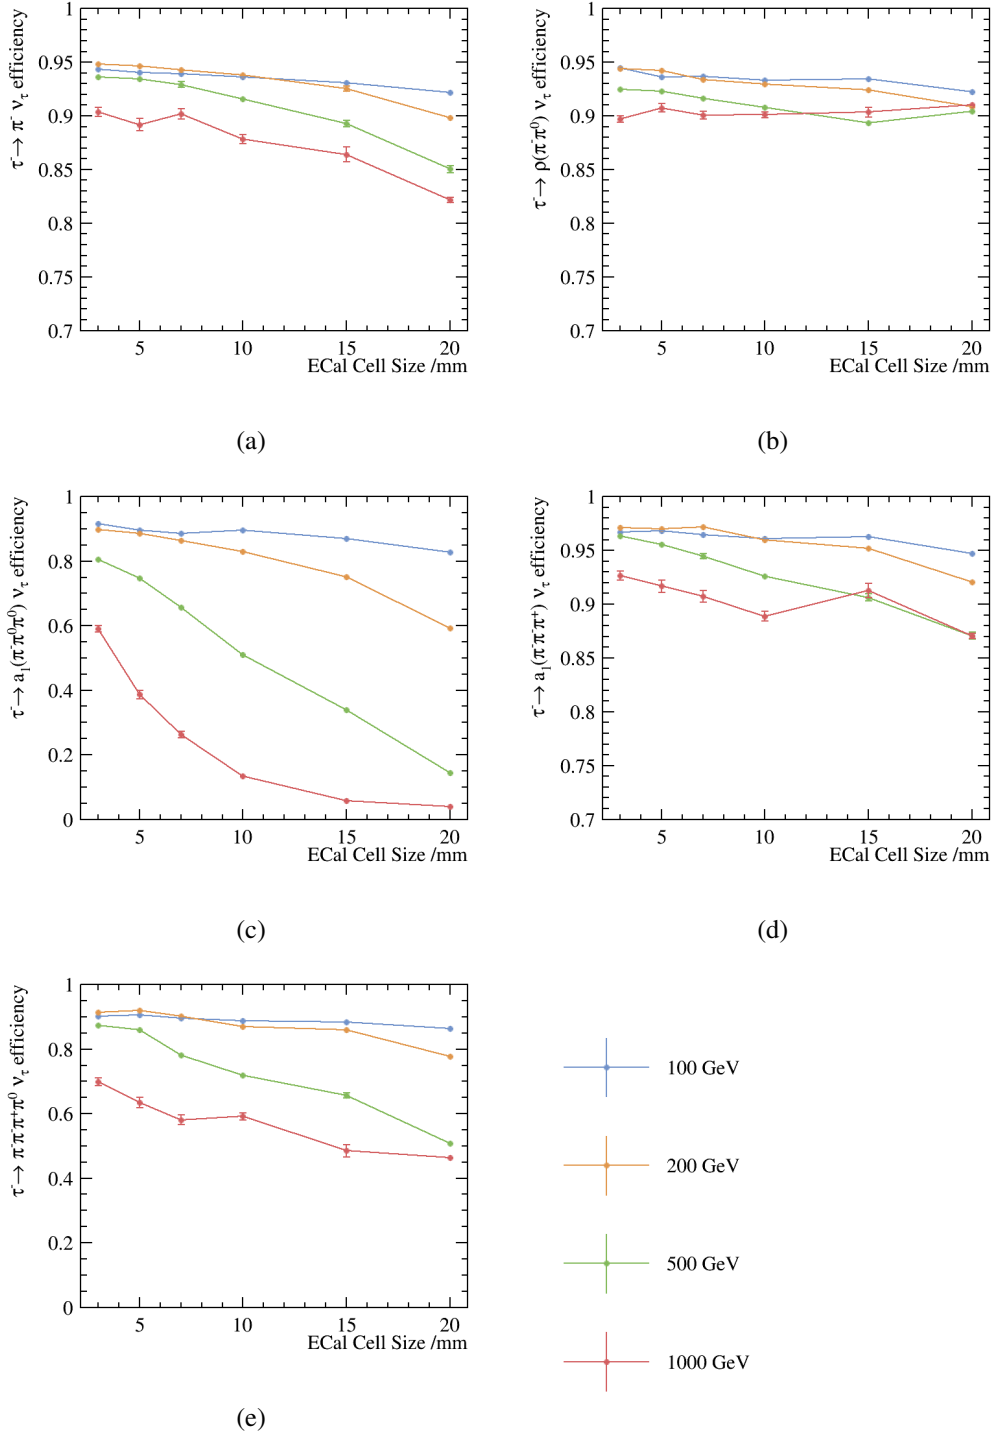 τ⁻→ π⁻ ν_τ efficiency
1
0.95
0.9
0.85
0.8
0.75
0.7
5 10 15 20
ECal Cell Size /mm
(a)
τ⁻→ ρ(π⁻π⁰) ν_τ efficiency
1
0.95
0.9
0.85
0.8
0.75
0.7
5 10 15 20
ECal Cell Size /mm
(b)
τ⁻→ a₁(π⁻π⁰π⁰) ν_τ efficiency
1
0.8
0.6
0.4
0.2
0
5 10 15 20
ECal Cell Size /mm
(c)
τ⁻→ a₁(π⁻π⁻π⁺) ν_τ efficiency
1
0.95
0.9
0.85
0.8
0.75
0.7
5 10 15 20
ECal Cell Size /mm
(d)
τ⁻→ π⁻π⁻π⁺π⁰ ν_τ efficiency
1
0.8
0.6
0.4
0.2
0
5 10 15 20
ECal Cell Size /mm
(e)
100 GeV
200 GeV
500 GeV
1000 GeV